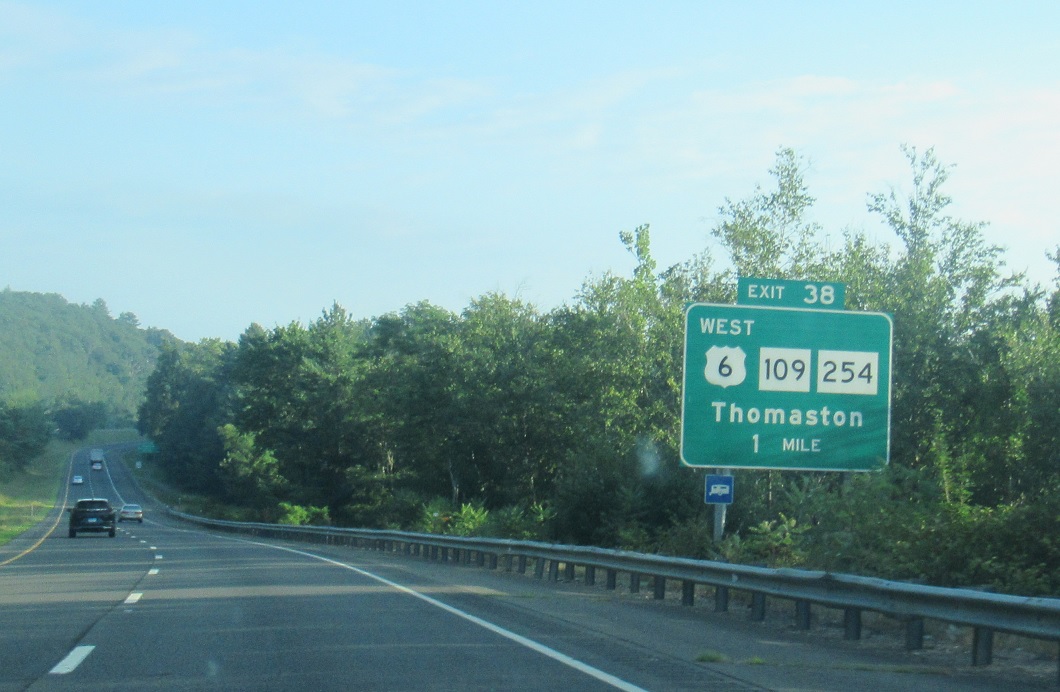 EXIT 38
WEST
6 109 254
Thomaston
1 MILE